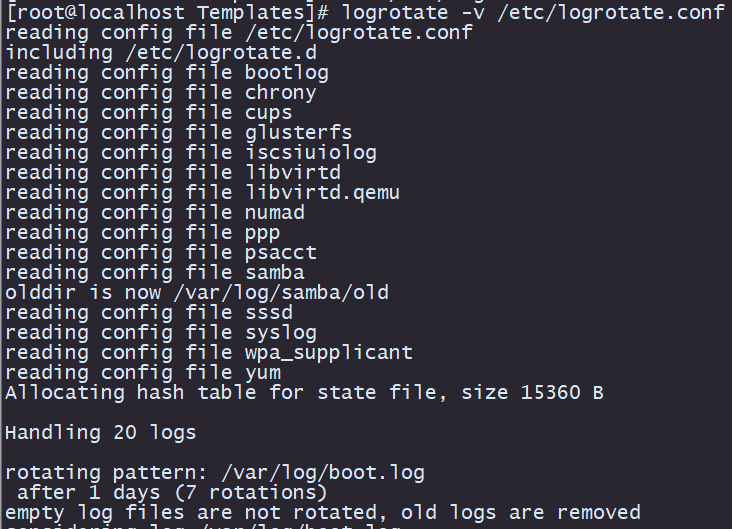 [root@localhost Templates]# logrotate -v /etc/logrotate.conf
reading config file /etc/logrotate.conf
including /etc/logrotate.d
reading config file bootlog
reading config file chrony
reading config file cups
reading config file glusterfs
reading config file iscsiuiolog
reading config file libvirtd
reading config file libvirtd.qemu
reading config file numad
reading config file ppp
reading config file psacct
reading config file samba
olddir is now /var/log/samba/old
reading config file sssd
reading config file syslog
reading config file wpa_supplicant
reading config file yum
Allocating hash table for state file, size 15360 B
Handling 20 logs
rotating pattern: /var/log/boot.log
after 1 days (7 rotations)
empty log files are not rotated, old logs are removed
considering log /var/log/boot.log